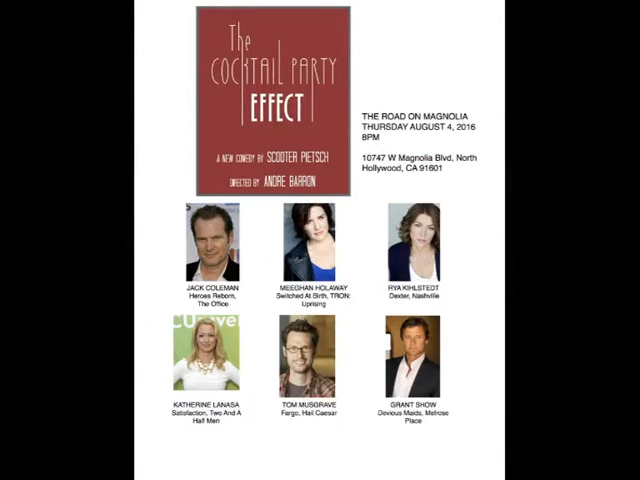 The
COCKTAIL PARTY
EFFECT
A NEW COMEDY BY SCOOTER PIETSCH
DIRECTED BY ANDRE BARRON
THE ROAD ON MAGNOLIA
THURSDAY AUGUST 4, 2016
8PM
10747 W Magnolia Blvd, North
Hollywood, CA 91601
JACK COLEMAN
Heroes Reborn,
The Office
MEEGHAN HOLAWAY
Switched At Birth, TRON:
Uprising
RYA KIHLSTEDT
Dexter, Nashville
KATHERINE LANASA
Satisfaction, Two And A
Half Men
TOM MUSGRAVE
Fargo, Hail Caesar
GRANT SHOW
Devious Maids, Melrose
Place